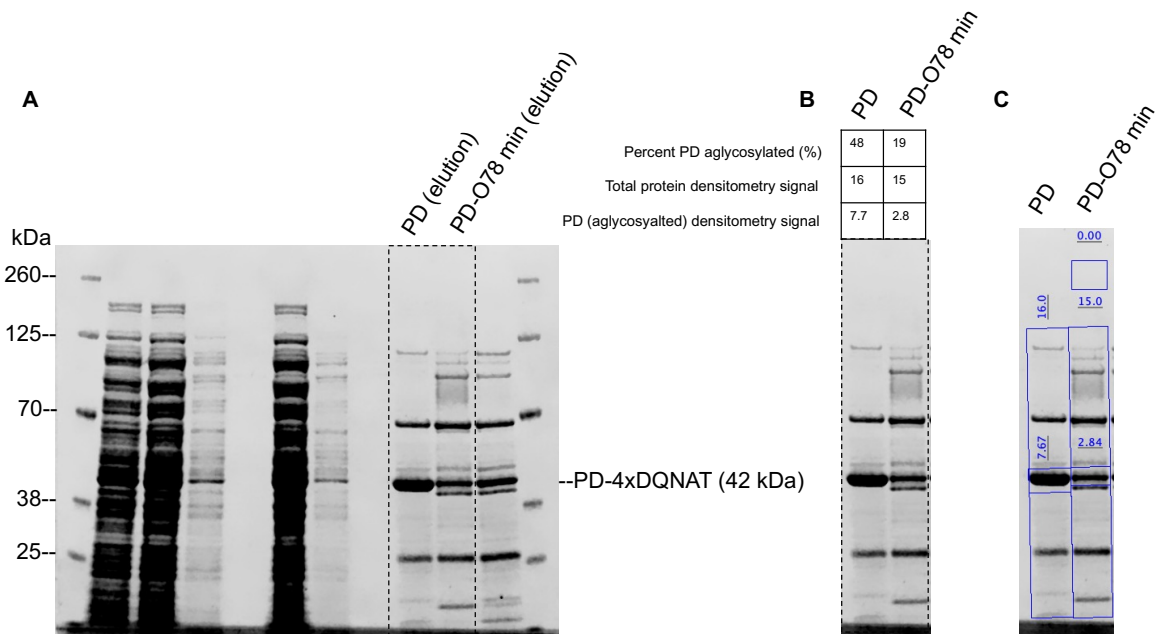 A
PD (elution)
PD-O78 min (elution)
kDa
260--
125--
70--
38--
25--
--PD-4xDQNAT (42 kDa)
B
PD
PD-O78 min
Percent PD aglycosylated (%) 48 19
Total protein densitometry signal 16 15
PD (aglycosyalted) densitometry signal 7.7 2.8
C
PD
PD-O78 min
0.00
16.0
15.0
7.67
2.84